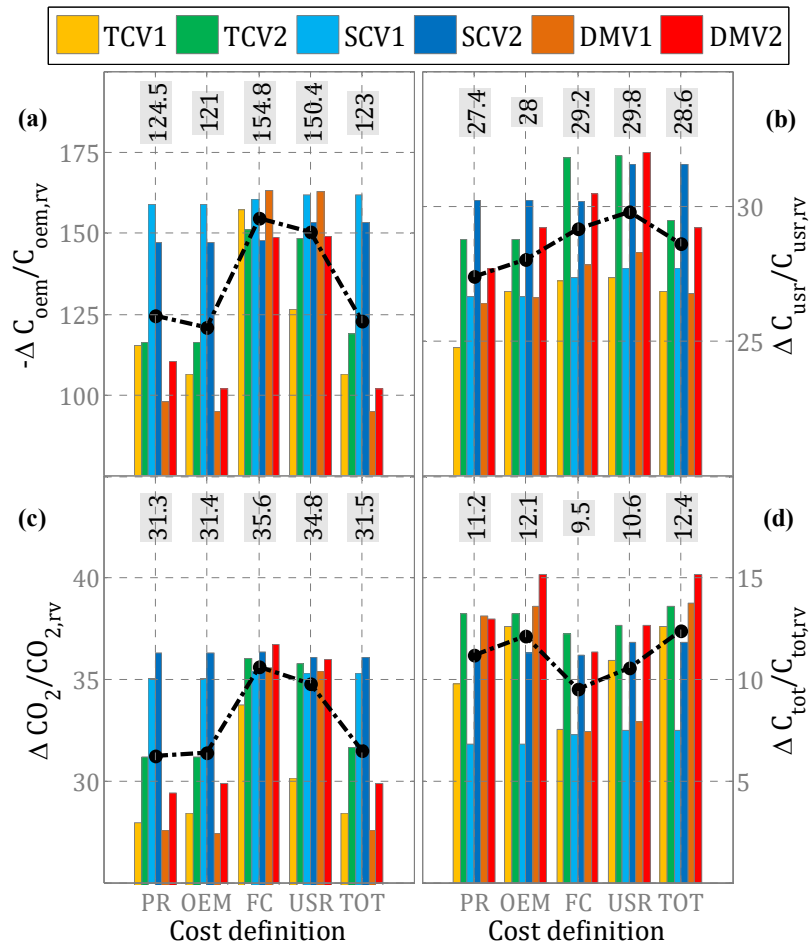 TCV1 TCV2 SCV1 SCV2 DMV1 DMV2
(a)
124.5 121 154.8 150.4 123
175
150
125
100
-Δ C_oem/C_oem,rv
(b)
27.4 28 29.2 29.8 28.6
30
25
Δ C_usr/C_usr,rv
(c)
31.3 31.4 35.6 34.8 31.5
40
35
30
Δ CO_2/CO_2,rv
PR OEM FC USR TOT
Cost definition
(d)
11.2 12.1 9.5 10.6 12.4
15
10
5
Δ C_tot/C_tot,rv
PR OEM FC USR TOT
Cost definition